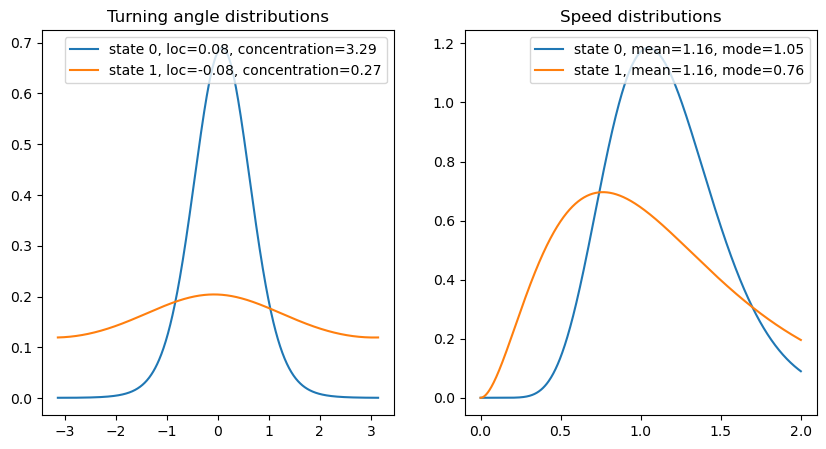 Turning angle distributions
state 0, loc=0.08, concentration=3.29
state 1, loc=-0.08, concentration=0.27
0.7
0.6
0.5
0.4
0.3
0.2
0.1
0.0
−3 −2 −1 0 1 2 3
Speed distributions
state 0, mean=1.16, mode=1.05
state 1, mean=1.16, mode=0.76
1.2
1.0
0.8
0.6
0.4
0.2
0.0
0.0 0.5 1.0 1.5 2.0